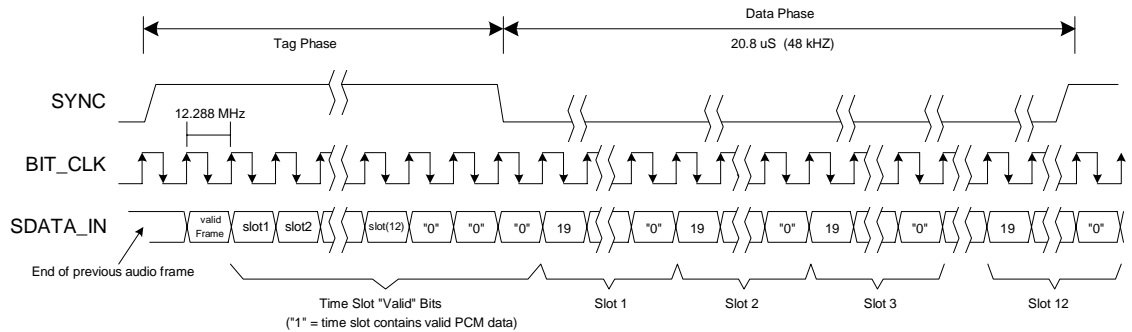 Data Phase
Tag Phase
20.8 uS (48 kHZ)
SYNC
12.288 MHz
BIT_CLK
SDATA_IN
valid
Frame
slot1
slot2
slot(12)
"0"
"0"
"0"
19
"0"
19
"0"
19
"0"
19
"0"
End of previous audio frame
Time Slot "Valid" Bits
("1" = time slot contains valid PCM data)
Slot 1
Slot 2
Slot 3
Slot 12